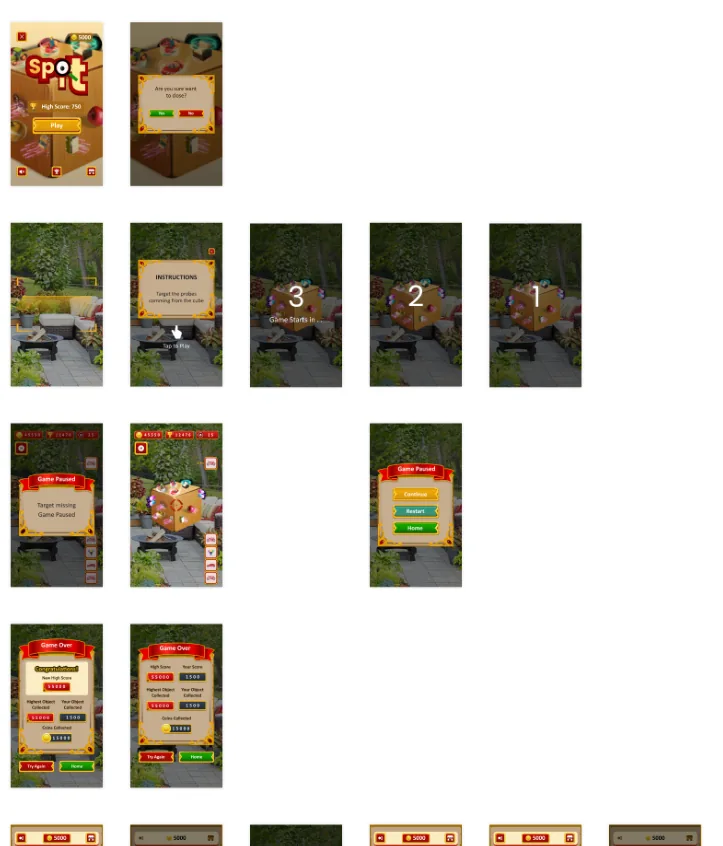 5000
Spot it
High Score: 750
Play
Are you sure want
to close?
Yes
No
INSTRUCTIONS
Target the probes
comming from the cube
Tap to Play
3
Game Starts in ...
2
1
Game Paused
Target missing
Game Paused
Game Paused
Continue
Restart
Home
Game Over
Congratulations!
New High Score
55000
Highest Object
Collected
Your Object
Collected
55000
1500
Coins Collected
Try Again
Home
Game Over
High Score
Your Score
55000
1500
Highest Object
Collected
Your Object
Collected
55000
1500
Coins Collected
Try Again
Home
5000
5000
5000
5000
5000